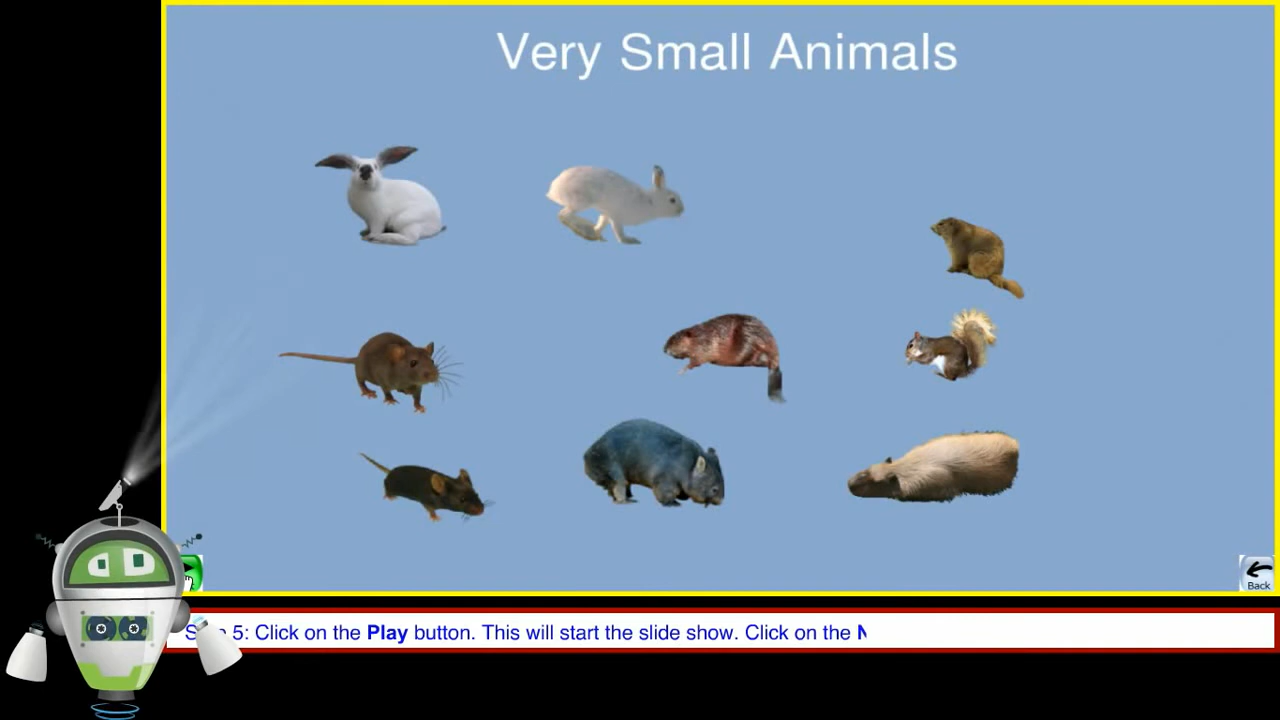 Very Small Animals
Back
5: Click on the Play button. This will start the slide show. Click on the